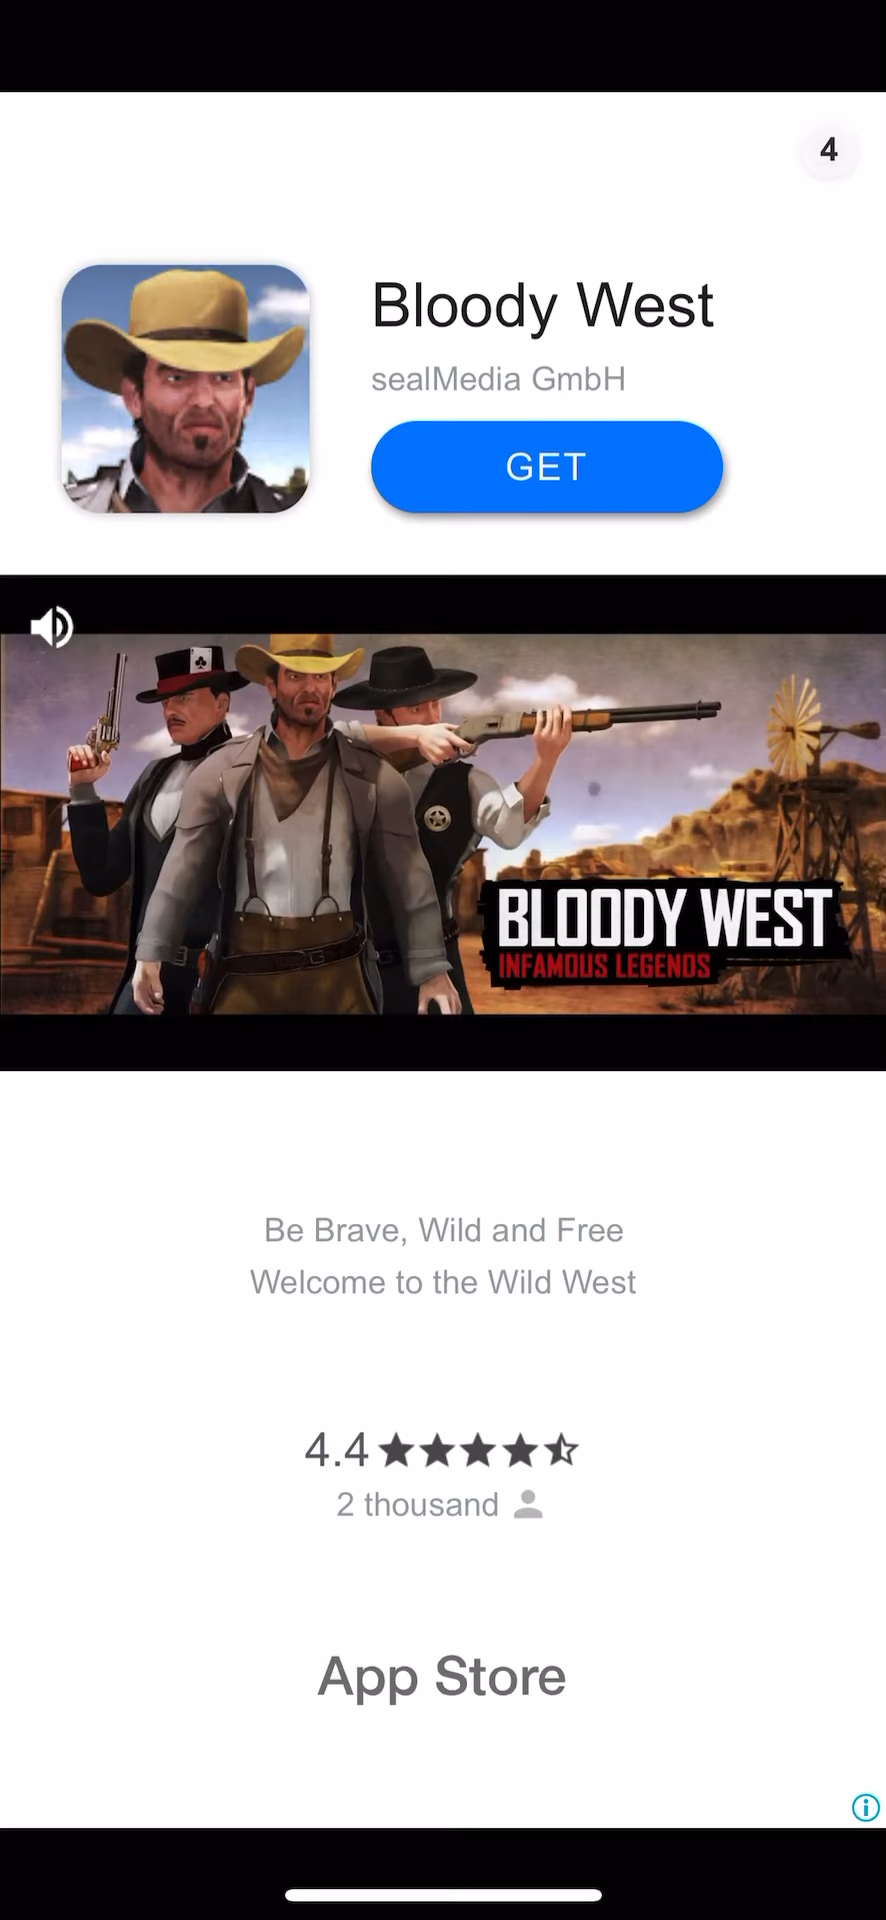 4
Bloody West
sealMedia GmbH
GET
BLOODY WEST
INFAMOUS LEGENDS
Be Brave, Wild and Free
Welcome to the Wild West
4.4
2 thousand
App Store